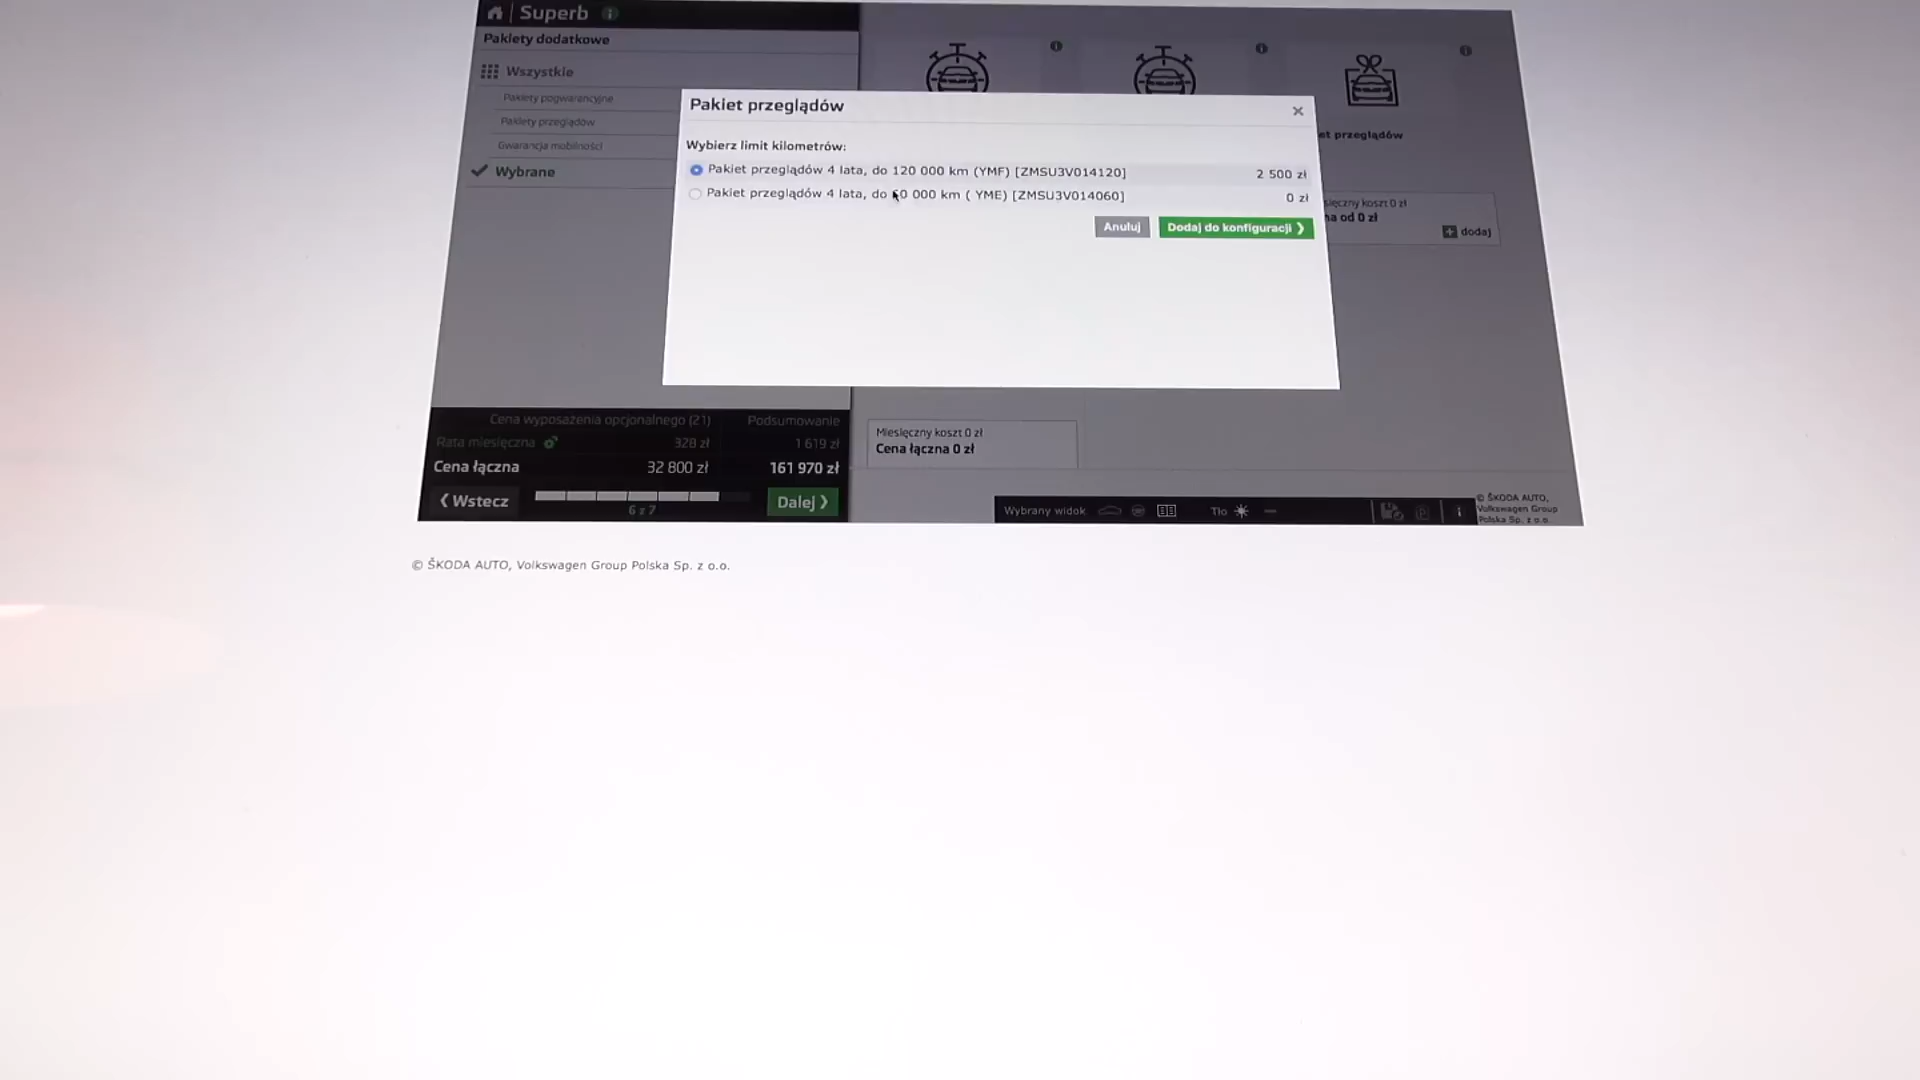 Superb
Pakiety dodatkowe
Wszystkie
Pakiety pogwarancyjne
Pakiety przeglądów
Gwarancja mobilności
Wybrane
Pakiet przeglądów
Wybierz limit kilometrów:
Pakiet przeglądów 4 lata, do 120 000 km (YMF) [ZMSU3V014120] 2 500 zł
Pakiet przeglądów 4 lata, do 60 000 km ( YME) [ZMSU3V014060] 0 zł
Anuluj
Dodaj do konfiguracji
przeglądów
koszt 0 zł
od 0 zł
dodaj
Cena wyposażenia opcjonalnego (21) Podsumowanie
Rata miesięczna 328 zł 1 619 zł
Cena łączna 32 800 zł 161 970 zł
Wstecz
6 z 7
Dalej
Miesięczny koszt 0 zł
Cena łączna 0 zł
Wybrany widok
Tło
© ŠKODA AUTO,
Volkswagen Group
Polska Sp. z o.o.
© ŠKODA AUTO, Volkswagen Group Polska Sp. z o.o.